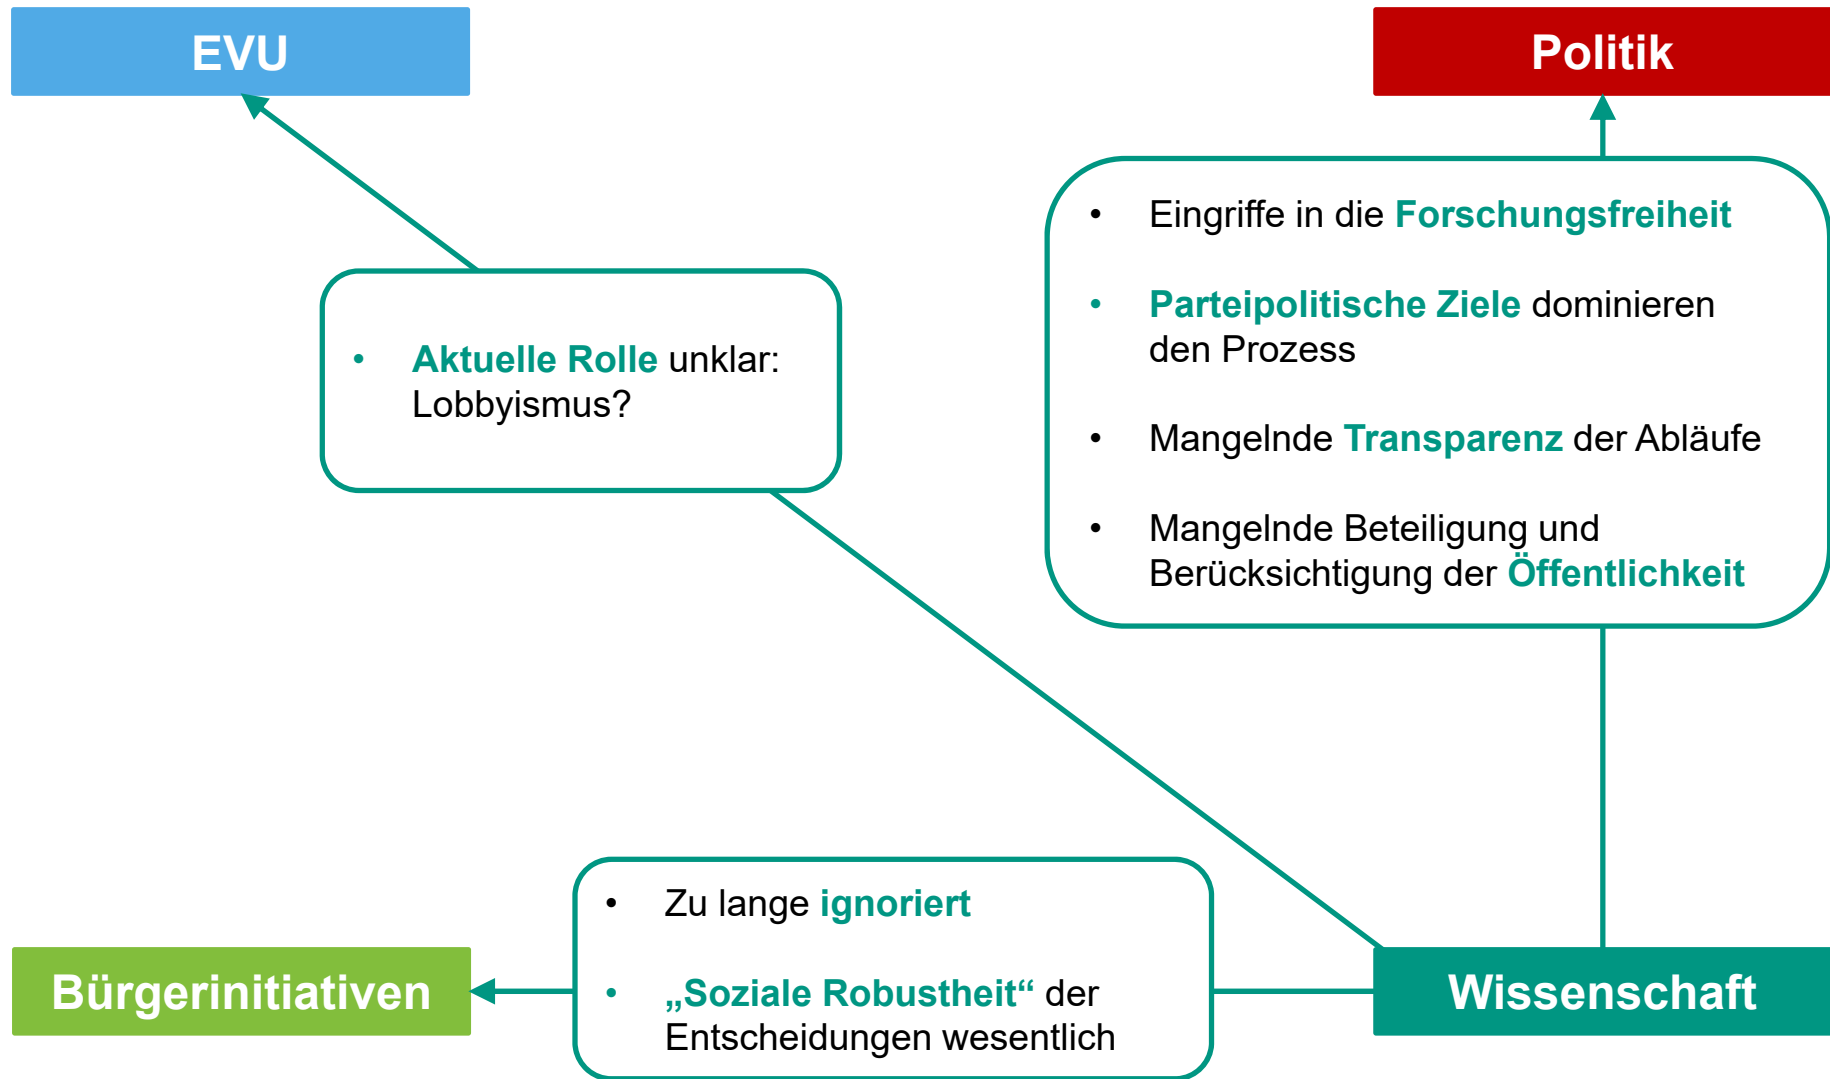 EVU
Politik
• Eingriffe in die Forschungsfreiheit
• Parteipolitische Ziele dominieren
den Prozess
• Mangelnde Transparenz der Abläufe
• Mangelnde Beteiligung und
Berücksichtigung der Öffentlichkeit
• Aktuelle Rolle unklar:
Lobbyismus?
• Zu lange ignoriert
• „Soziale Robustheit“ der
Entscheidungen wesentlich
Bürgerinitiativen
Wissenschaft